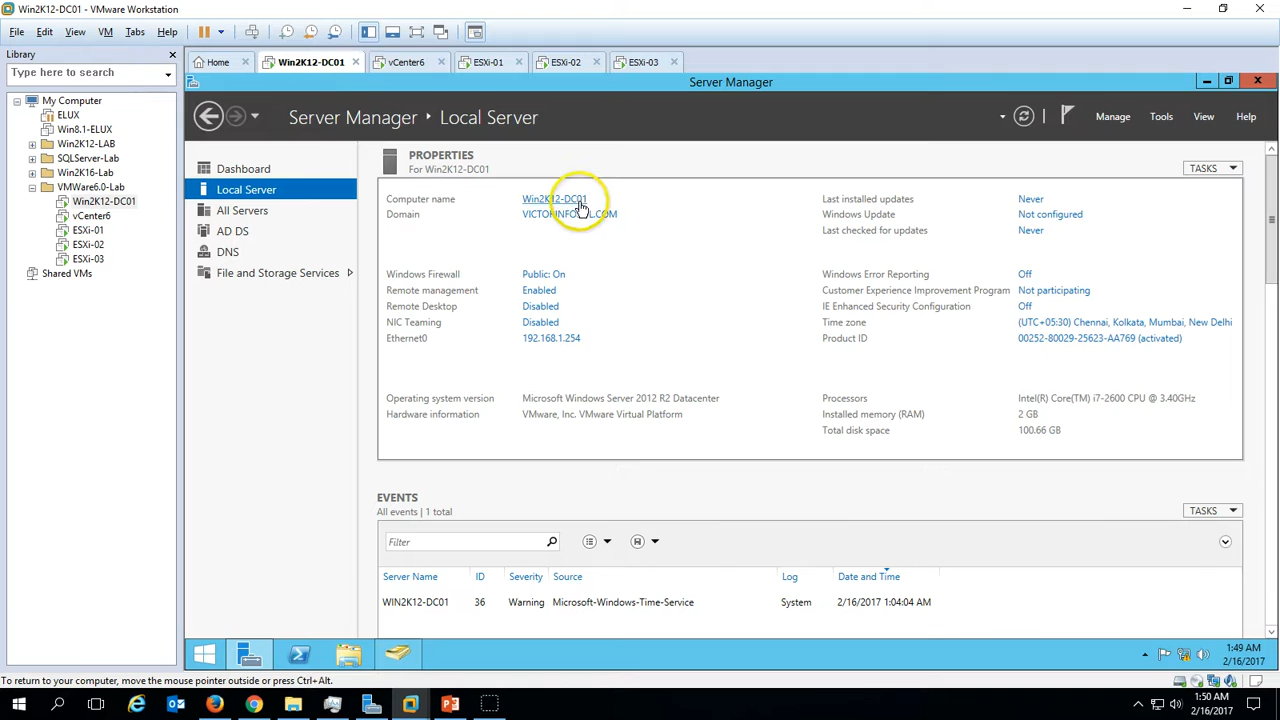 Win2K12-DC01 - VMware Workstation
File Edit View VM Tabs Help
Library
Type here to search
My Computer
ELUX
Win8.1-ELUX
Win2K12-LAB
SQLServer-Lab
Win2K16-Lab
VMWare6.0-Lab
Win2K12-DC01
vCenter6
ESXi-01
ESXi-02
ESXi-03
Shared VMs
Home Win2K12-DC01 vCenter6 ESXi-01 ESXi-02 ESXi-03
Server Manager
Server Manager Local Server
Manage Tools View Help
Dashboard
Local Server
All Servers
AD DS
DNS
File and Storage Services
PROPERTIES
For Win2K12-DC01
TASKS
Computer name Win2K12-DC01
Domain
Last installed updates Never
Windows Update Not configured
Last checked for updates Never
Windows Firewall Public: On
Remote management Enabled
Remote Desktop Disabled
NIC Teaming Disabled
Ethernet0 192.168.1.254
Windows Error Reporting Off
Customer Experience Improvement Program Not participating
IE Enhanced Security Configuration Off
Time zone (UTC+05:30) Chennai, Kolkata, Mumbai, New Delhi
Product ID 00252-80029-25623-AA769 (activated)
Operating system version Microsoft Windows Server 2012 R2 Datacenter
Hardware information VMware, Inc. VMware Virtual Platform
Processors Intel(R) Core(TM) i7-2600 CPU @ 3.40GHz
Installed memory (RAM) 2 GB
Total disk space 100.66 GB
EVENTS
All events | 1 total
TASKS
Filter
Server Name ID Severity Source Log Date and Time
WIN2K12-DC01 36 Warning Microsoft-Windows-Time-Service System 2/16/2017 1:04:04 AM
1:49 AM
2/16/2017
To return to your computer, move the mouse pointer outside or press Ctrl+Alt.
1:50 AM
2/16/2017